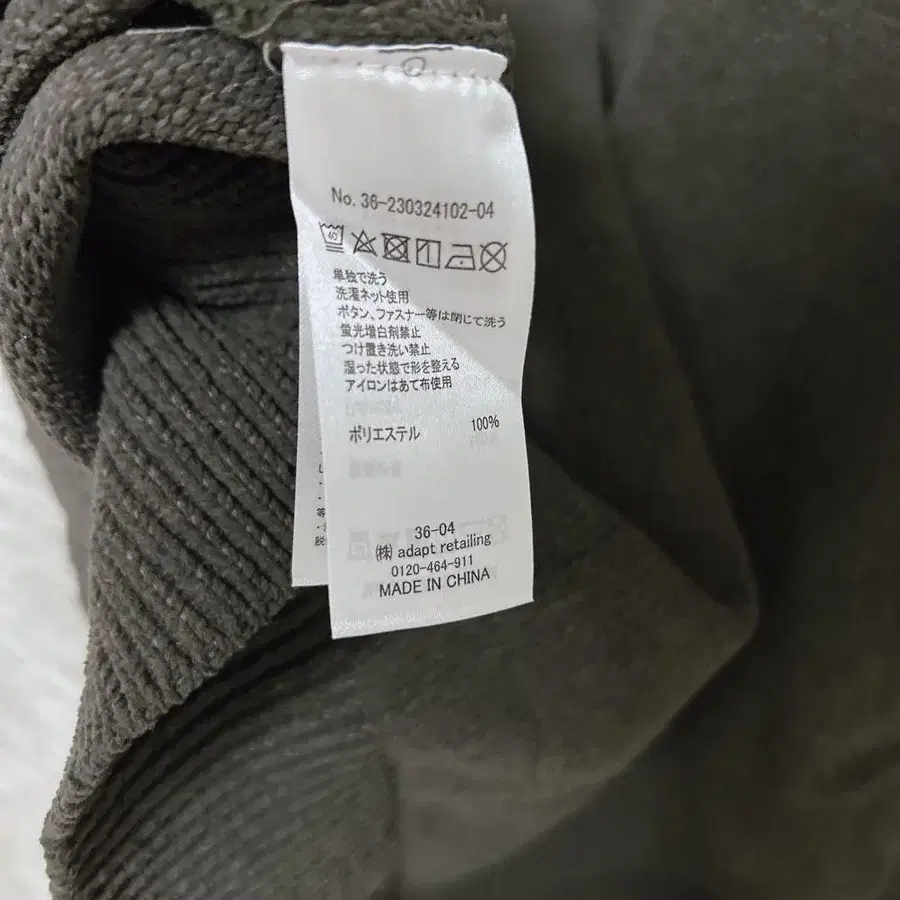 No. 36-230324102-04
40
単独で洗う
洗濯ネット使用
ボタン、ファスナー等は閉じて洗う
蛍光増白剤禁止
つけ置き洗い禁止
湿った状態で形を整える
アイロンはあて布使用
ポリエステル 100%
36-04
㈱ adapt retailing
0120-464-911
MADE IN CHINA